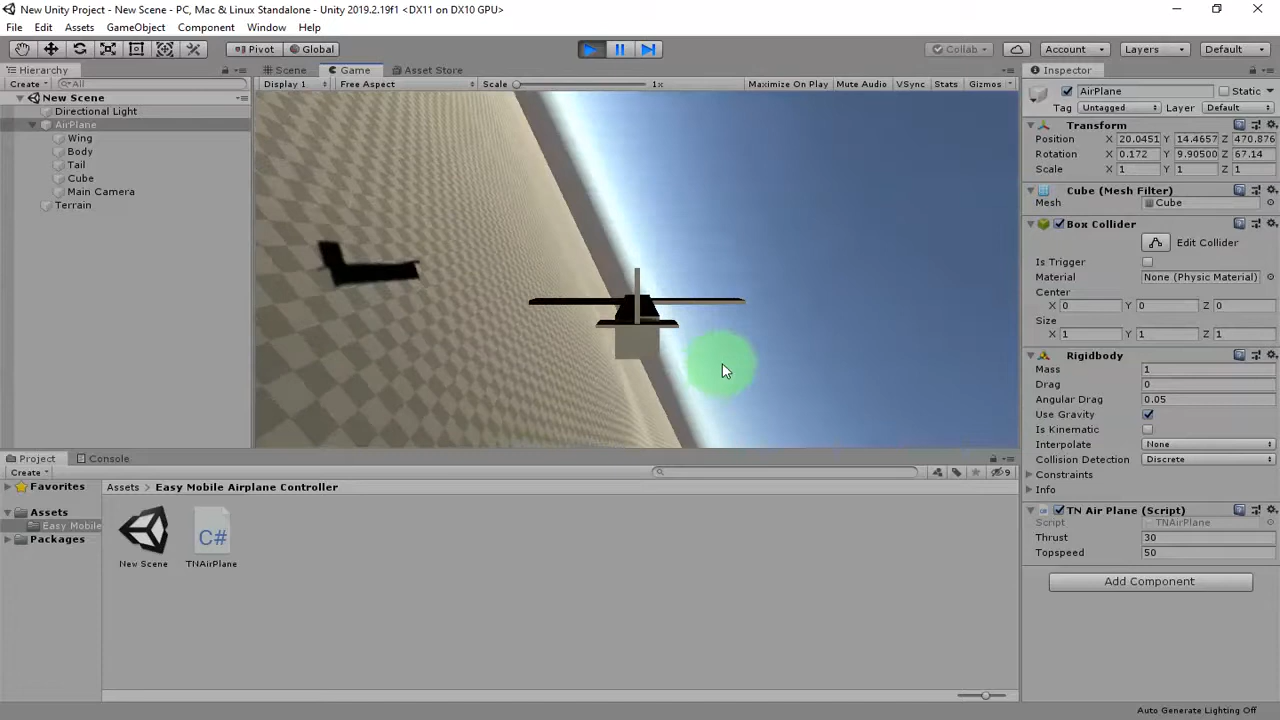 New Unity Project - New Scene - PC, Mac & Linux Standalone - Unity 2019.2.19f1 <DX11 on DX10 GPU>
File Edit Assets GameObject Component Window Help
Pivot Global Collab Account Layers Default
Hierarchy Scene Game Asset Store Inspector
Create All Display 1 Free Aspect Scale 1x Maximize On Play Mute Audio VSync Stats Gizmos
New Scene
Directional Light
AirPlane
Wing
Body
Tail
Cube
Main Camera
Terrain
AirPlane Static
Tag Untagged Layer Default
Transform
Position X 20.0451 Y 14.4657 Z 470.876
Rotation X 0.172 Y 9.90500 Z 67.14
Scale X 1 Y 1 Z 1
Cube (Mesh Filter)
Mesh Cube
Box Collider
Edit Collider
Is Trigger
Material None (Physic Material)
Center
X 0 Y 0 Z 0
Size
X 1 Y 1 Z 1
Rigidbody
Mass 1
Drag 0
Angular Drag 0.05
Use Gravity
Is Kinematic
Interpolate None
Collision Detection Discrete
Constraints
Info
TN Air Plane (Script)
Script TNAirPlane
Thrust 30
Topspeed 50
Add Component
Project Console
Create 9
Favorites
Assets
Easy Mobile
Packages
Assets > Easy Mobile Airplane Controller
C#
New Scene TNAirPlane
Auto Generate Lighting Off